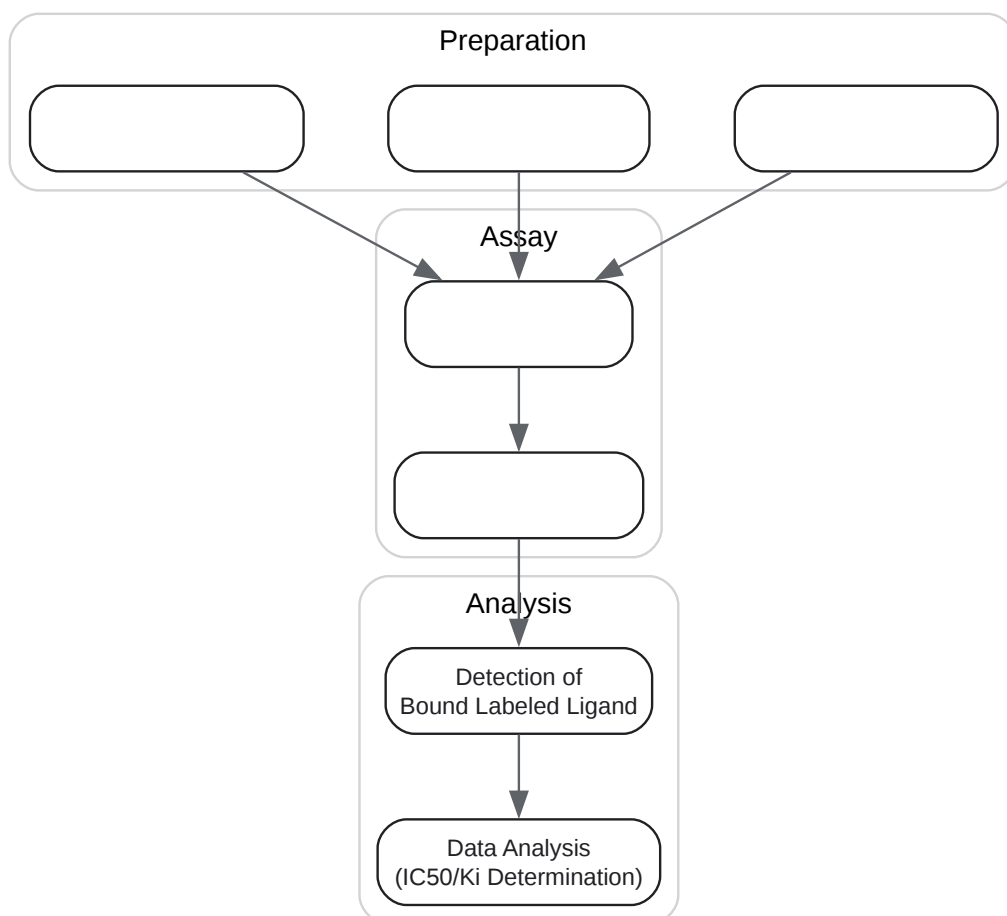 Preparation
Assay
Analysis
Detection of
Bound Labeled Ligand
Data Analysis
(IC50/Ki Determination)